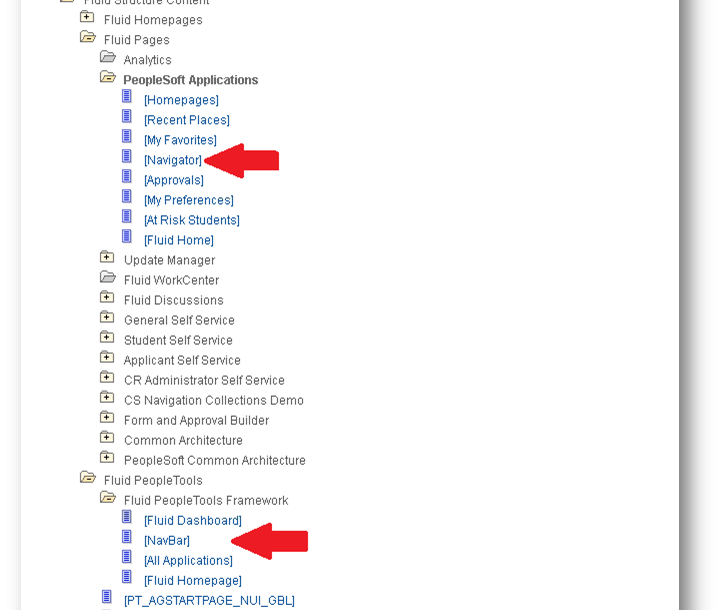 Fluid Structure Content
Fluid Homepages
Fluid Pages
Analytics
PeopleSoft Applications
[Homepages]
[Recent Places]
[My Favorites]
[Navigator]
[Approvals]
[My Preferences]
[At Risk Students]
[Fluid Home]
Update Manager
Fluid WorkCenter
Fluid Discussions
General Self Service
Student Self Service
Applicant Self Service
CR Administrator Self Service
CS Navigation Collections Demo
Form and Approval Builder
Common Architecture
PeopleSoft Common Architecture
Fluid PeopleTools
Fluid PeopleTools Framework
[Fluid Dashboard]
[NavBar]
[All Applications]
[Fluid Homepage]
[PT_AGSTARTPAGE_NUI_GBL]